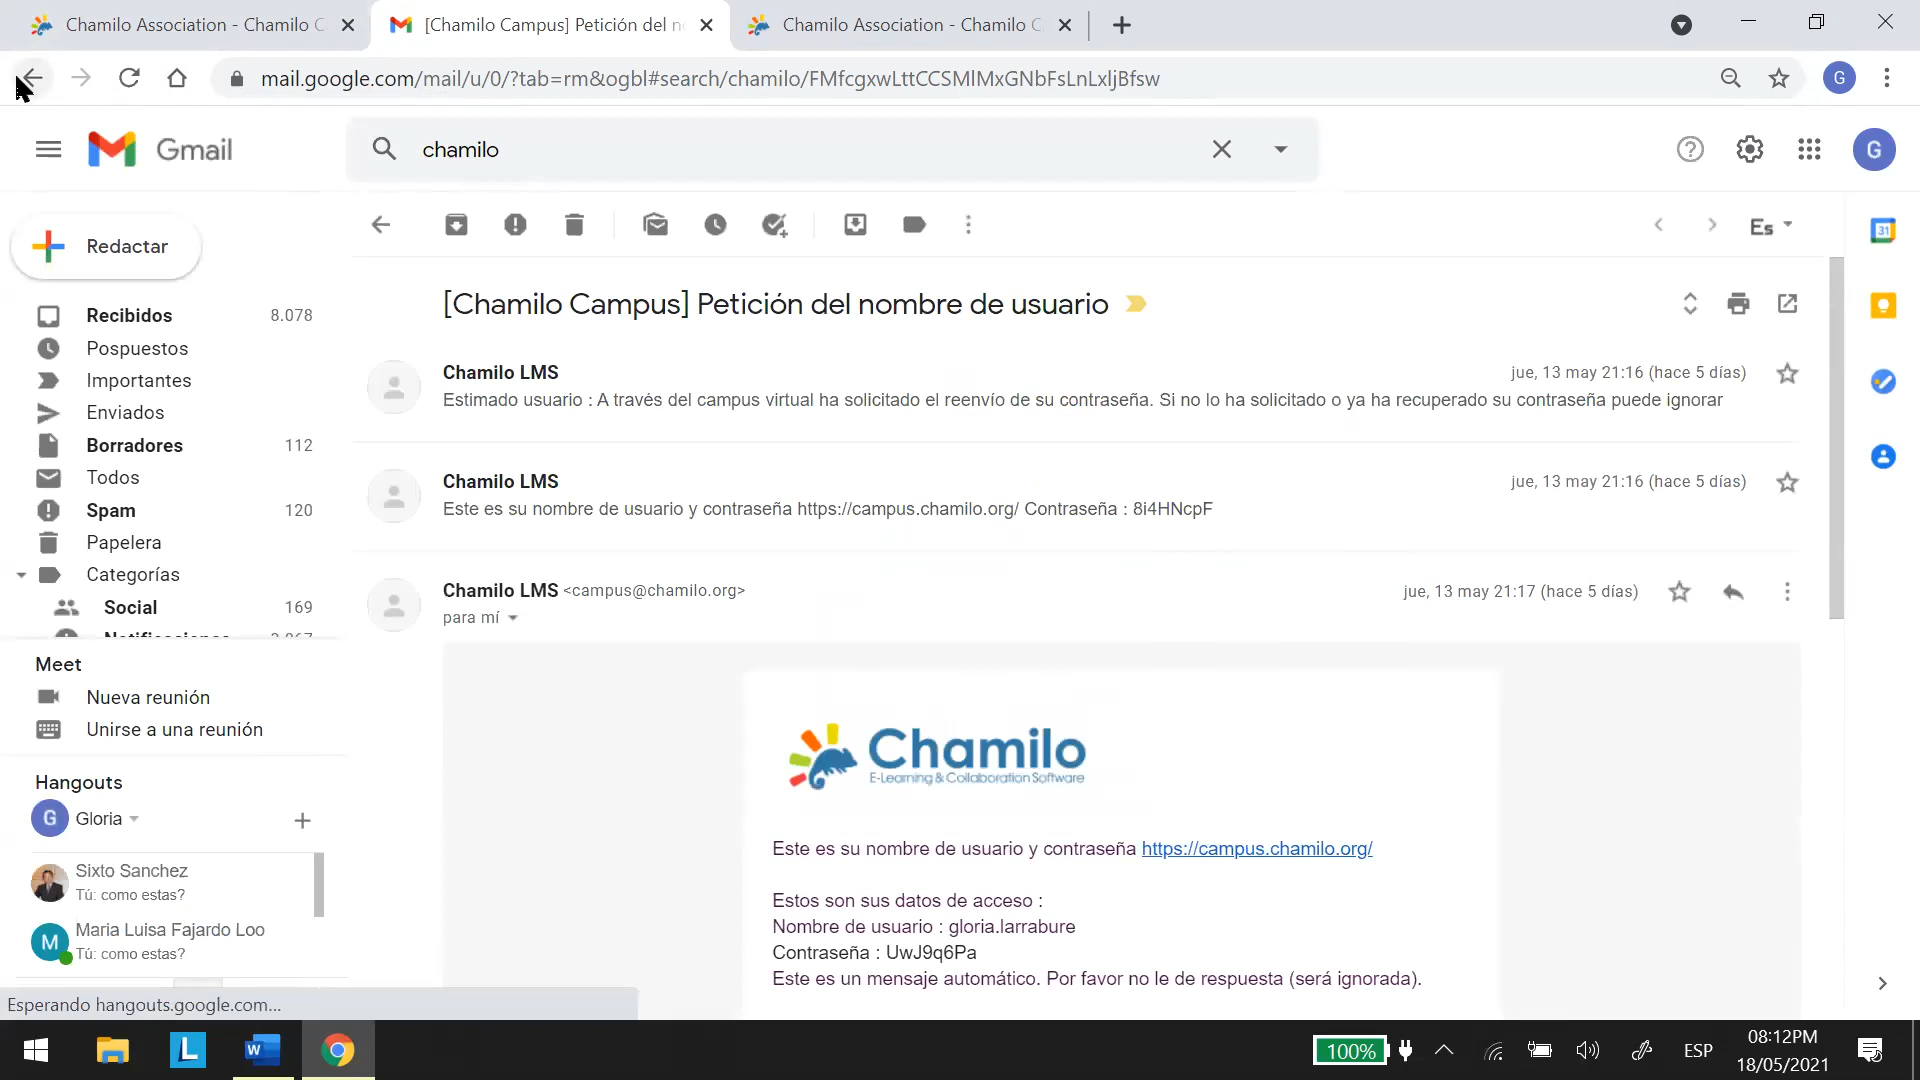 Chamilo Association - Chamilo C
[Chamilo Campus] Petición del n
Chamilo Association - Chamilo C
mail.google.com/mail/u/0/?tab=rm&ogbl#search/chamilo/FMfcgxwLttCCSMlMxGNbFsLnLxljBfsw
G
Gmail
chamilo
G
Redactar
Es
Recibidos 8.078
Pospuestos
Importantes
Enviados
Borradores 112
Todos
Spam 120
Papelera
Categorías
Social 169
Meet
Nueva reunión
Unirse a una reunión
Hangouts
G Gloria
Sixto Sanchez
Tú: como estas?
M
Maria Luisa Fajardo Loo
Tú: como estas?
[Chamilo Campus] Petición del nombre de usuario
Chamilo LMS
jue, 13 may 21:16 (hace 5 días)
Estimado usuario : A través del campus virtual ha solicitado el reenvío de su contraseña. Si no lo ha solicitado o ya ha recuperado su contraseña puede ignorar
Chamilo LMS
jue, 13 may 21:16 (hace 5 días)
Este es su nombre de usuario y contraseña https://campus.chamilo.org/ Contraseña : 8i4HNcpF
Chamilo LMS <campus@chamilo.org>
jue, 13 may 21:17 (hace 5 días)
para mí
Chamilo
E-Learning & Collaboration Software
Este es su nombre de usuario y contraseña https://campus.chamilo.org/
Estos son sus datos de acceso :
Nombre de usuario : gloria.larrabure
Contraseña : UwJ9q6Pa
Este es un mensaje automático. Por favor no le de respuesta (será ignorada).
31
Esperando hangouts.google.com...
L
W
100%
ESP
08:12PM
18/05/2021